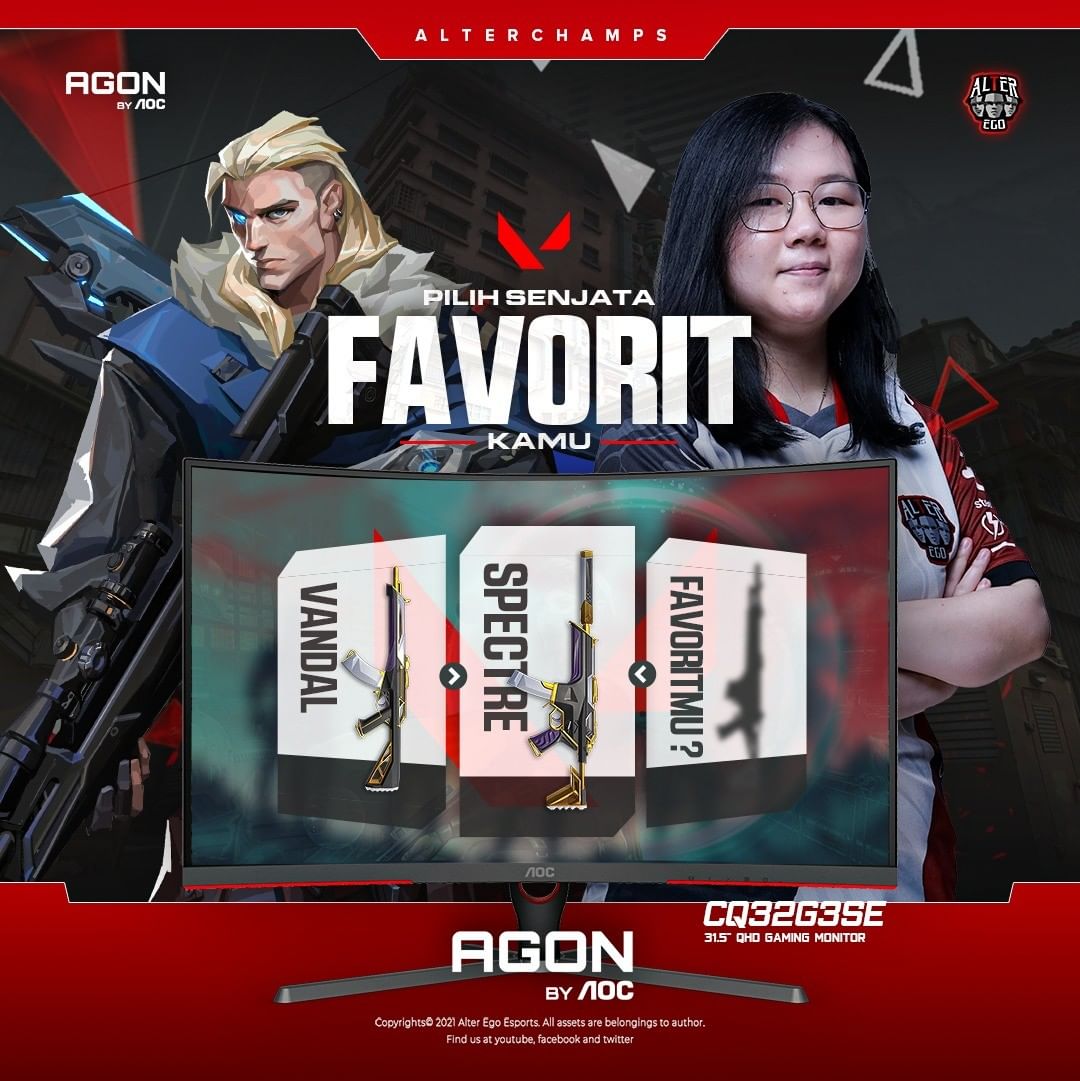 ALTERCHAMPS
AGON
BY AOC
ALTER
EGO
PILIH SENJATA
FAVORIT
KAMU
ALTER
EGO
VANDAL
SPECTRE
FAVORITMU?
AOC
CQ32G3SE
31.5" QHD GAMING MONITOR
AGON
BY AOC
Copyrights© 2021 Alter Ego Esports. All assets are belongings to author.
Find us at youtube, facebook and twitter